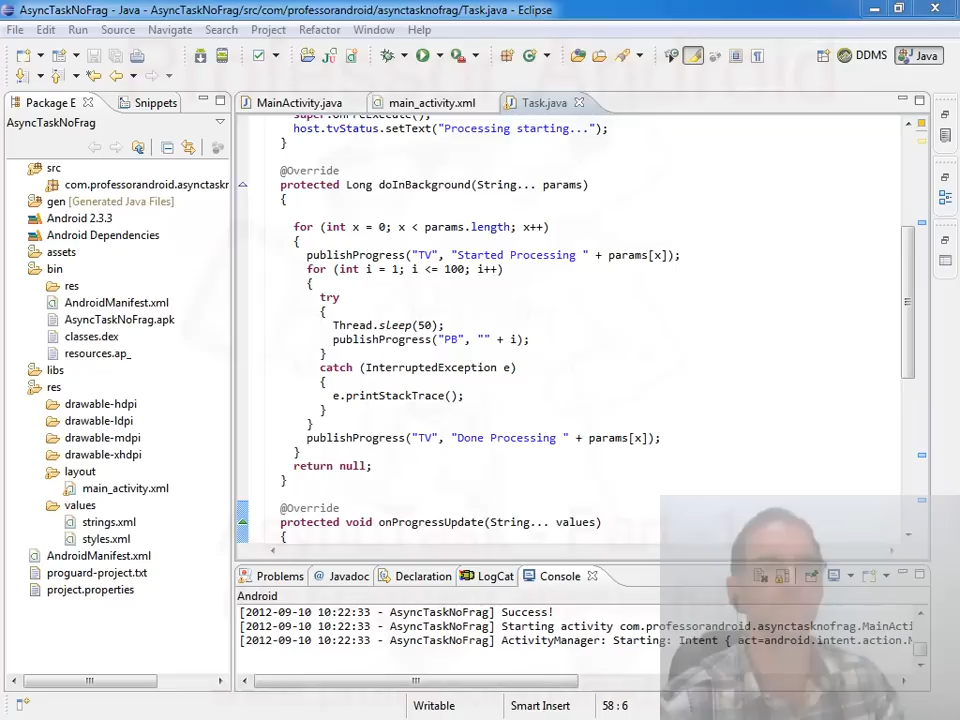 AsyncTaskNoFrag - Java - AsyncTaskNoFrag/src/com/professorandroid/asynctasknofrag/Task.java - Eclipse
File Edit Source Navigate Search Project Refactor Window Help
DDMS Java
Package E Snippets MainActivity.java main_activity.xml Task.java
AsyncTaskNoFrag
src
com.professorandroid.asynctaskr
gen [Generated Java Files]
Android 2.3.3
Android Dependencies
assets
bin
res
AndroidManifest.xml
AsyncTaskNoFrag.apk
classes.dex
resources.ap_
libs
res
drawable-hdpi
drawable-ldpi
drawable-mdpi
drawable-xhdpi
layout
main_activity.xml
values
strings.xml
styles.xml
AndroidManifest.xml
proguard-project.txt
project.properties
super.onPreExecute();
host.tvStatus.setText("Processing starting...");
}
@Override
protected Long doInBackground(String... params)
{
for (int x = 0; x < params.length; x++)
{
publishProgress("TV", "Started Processing " + params[x]);
for (int i = 1; i <= 100; i++)
{
try
{
Thread.sleep(50);
publishProgress("PB", "" + i);
}
catch (InterruptedException e)
{
e.printStackTrace();
}
}
publishProgress("TV", "Done Processing " + params[x]);
}
return null;
}
@Override
protected void onProgressUpdate(String... values)
{
Problems Javadoc Declaration LogCat Console
Android
[2012-09-10 10:22:33 - AsyncTaskNoFrag] Success!
[2012-09-10 10:22:33 - AsyncTaskNoFrag] Starting activity com.professorandroid.asynctasknofrag.MainActi
[2012-09-10 10:22:33 - AsyncTaskNoFrag] ActivityManager: Starting: Intent { act=android.intent.action.M
Writable Smart Insert 58 : 6